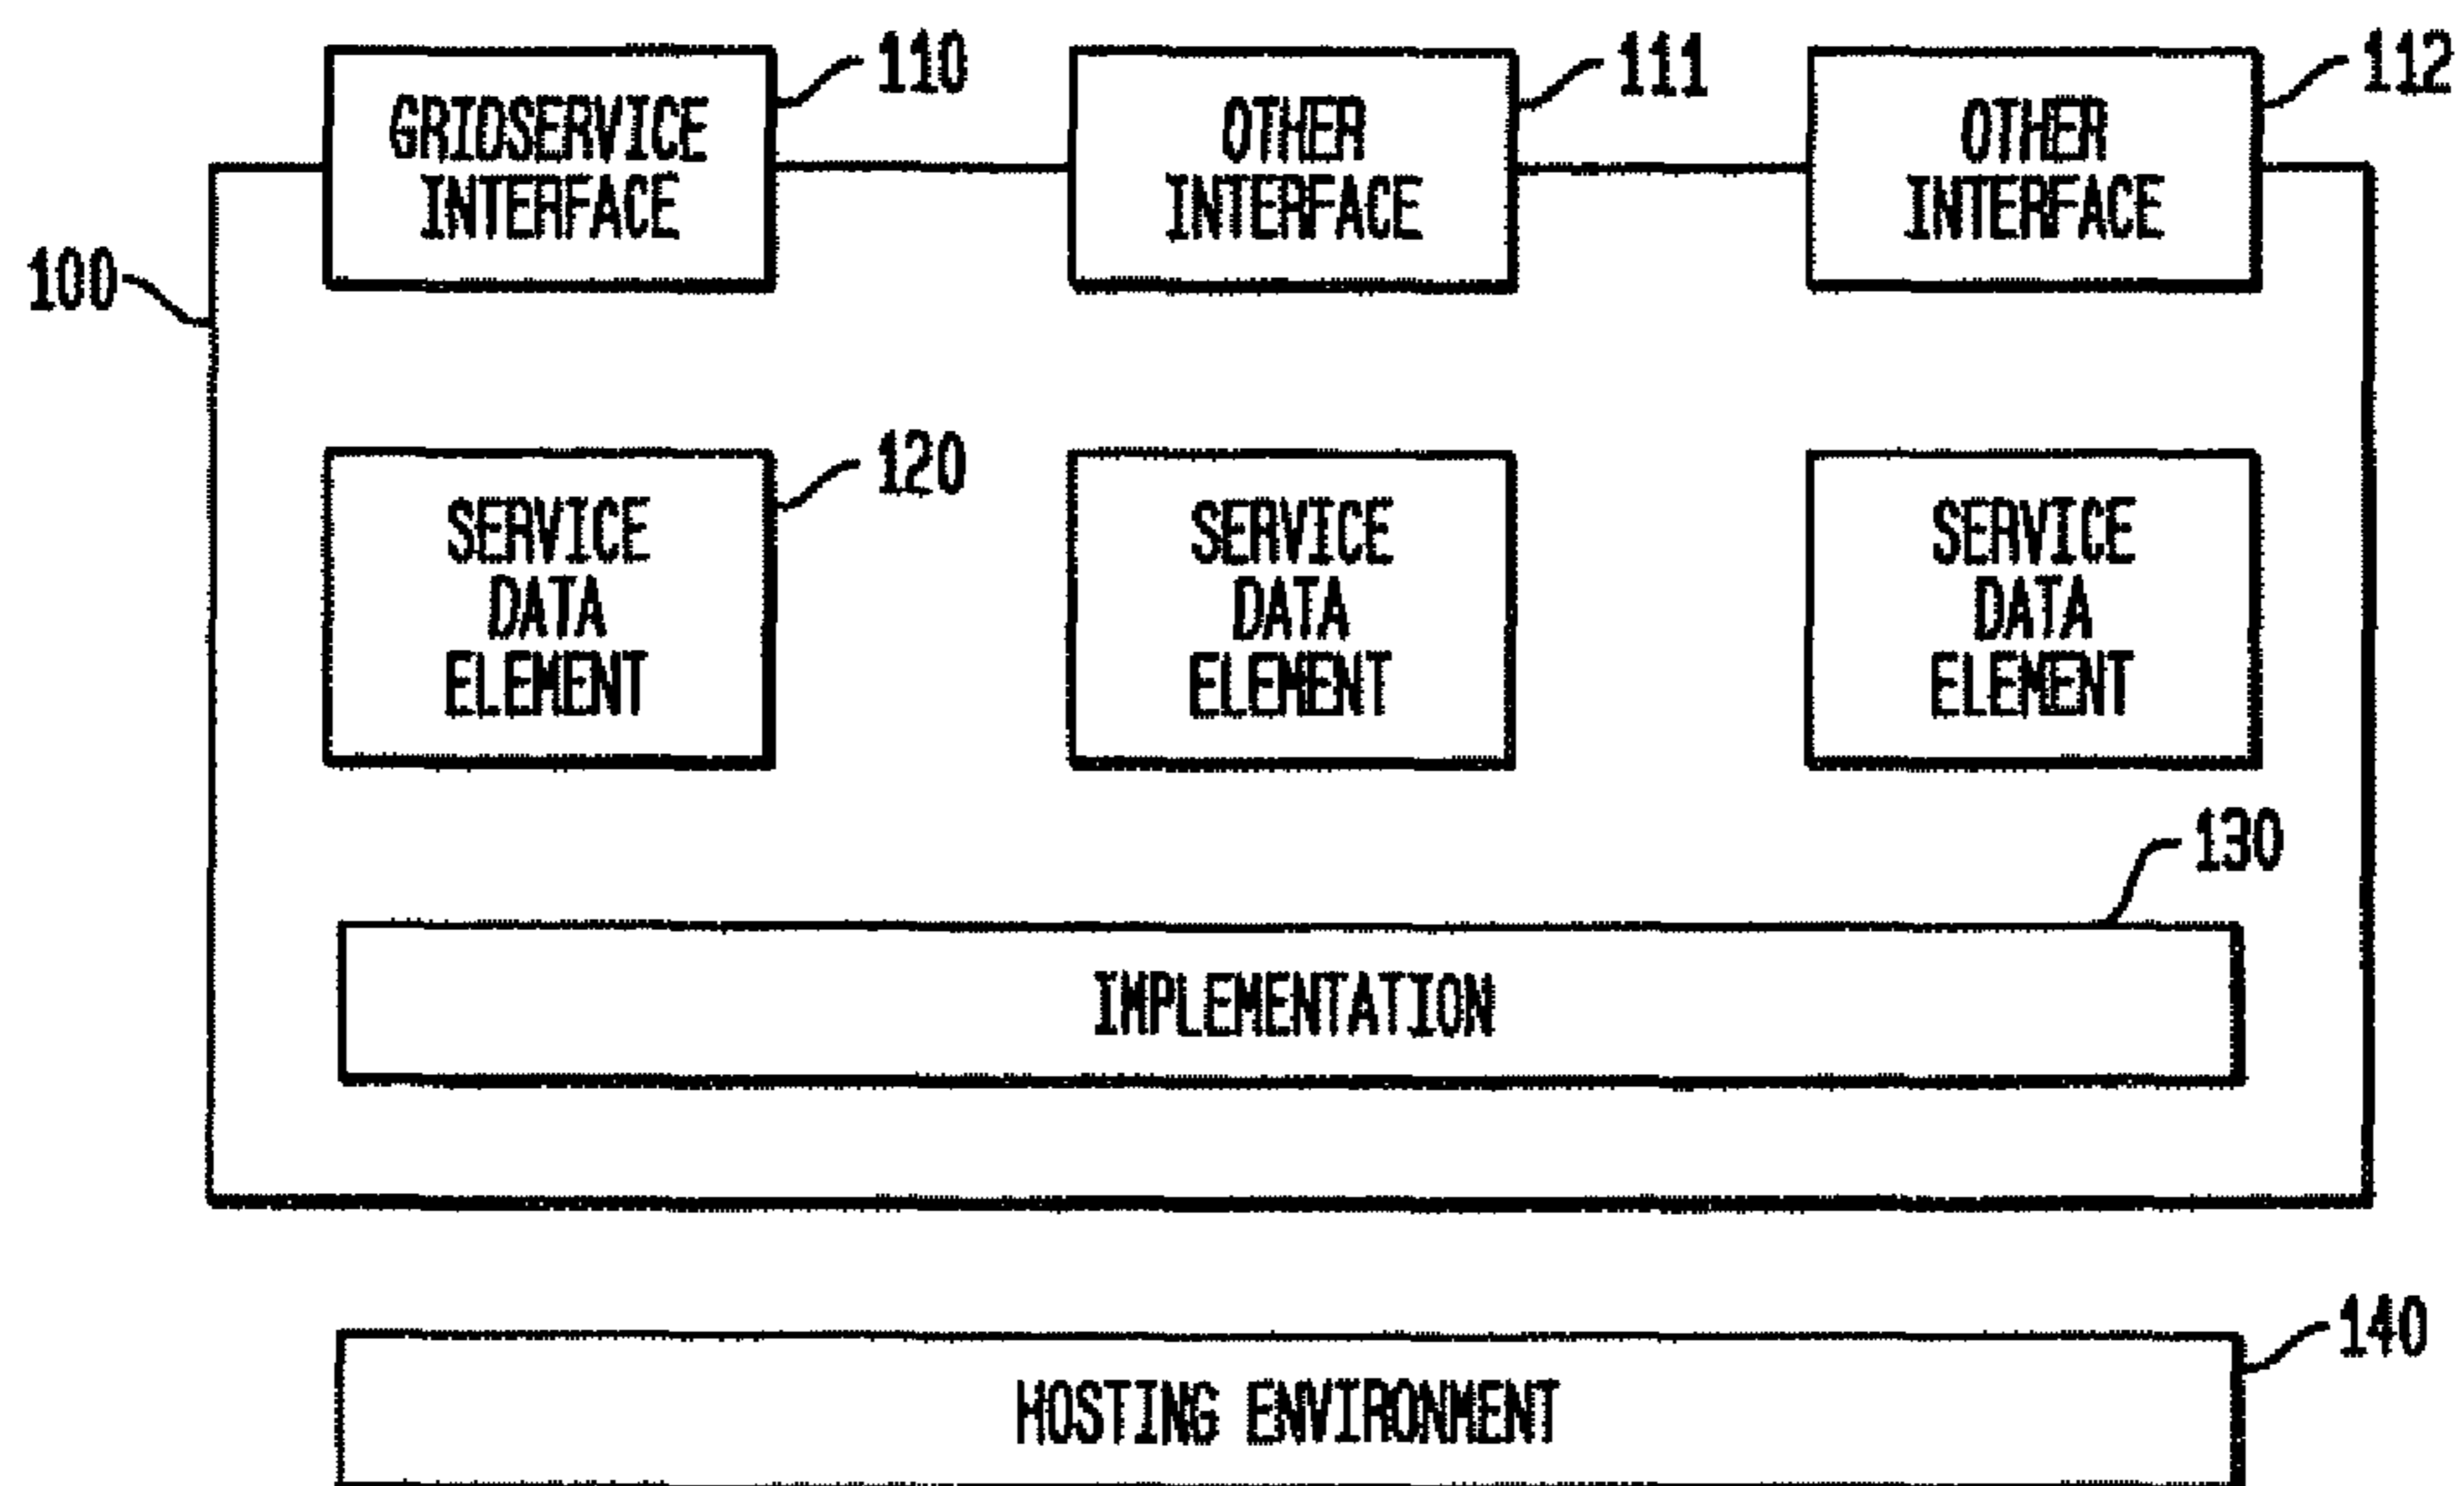 110
111
112
GRIDSERVICE
INTERFACE
OTHER
INTERFACE
OTHER
INTERFACE
100
120
SERVICE
DATA
ELEMENT
SERVICE
DATA
ELEMENT
SERVICE
DATA
ELEMENT
130
IMPLEMENTATION
140
HOSTING ENVIRONMENT